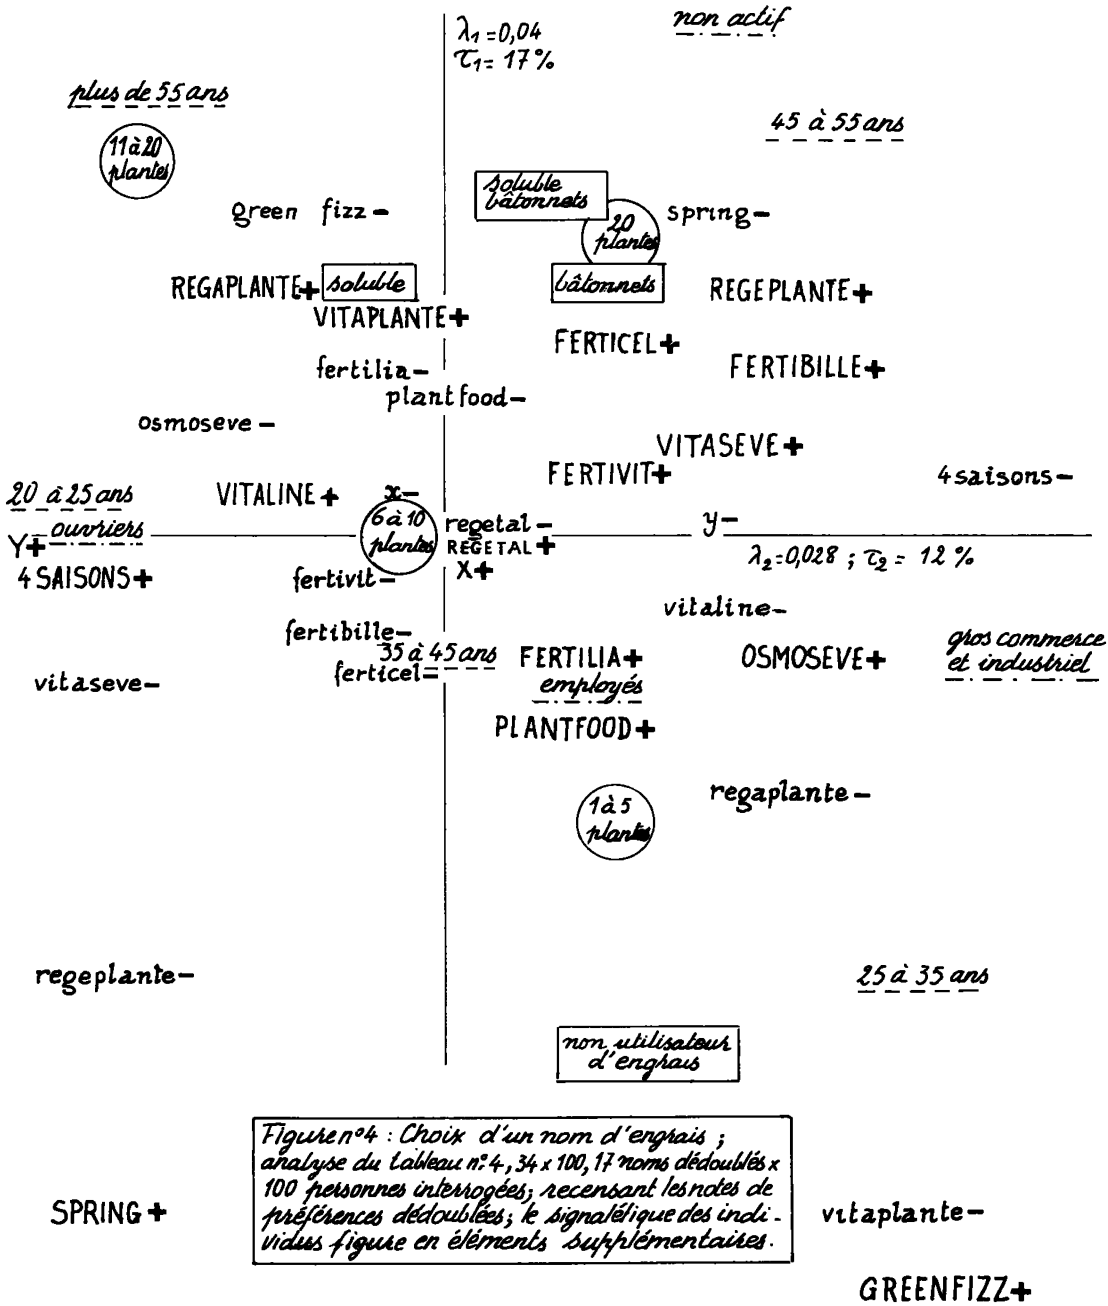 non actif
λ₁=0,04
τ₁= 17%
plus de 55 ans
45 à 55 ans
11 à 20
plantes
soluble
bâtonnets
green fizz –
20
plantes
spring –
REGAPLANTE +
soluble
bâtonnets
REGEPLANTE +
VITAPLANTE +
FERTICEL +
fertilia –
FERTIBILLE +
plantfood –
osmoseve –
VITASEVE +
FERTIVIT +
4 saisons –
20 à 25 ans
VITALINE +
x –
ouvriers
6 à 10
plantes
regetal –
y –
Y +
REGETAL +
λ₂=0,028 ; τ₂ = 12 %
4 SAISONS +
fertivit –
X +
vitaline –
fertibille –
35 à 45 ans
FERTILIA +
OSMOSEVE +
gros commerce
et industriel
ferticel =
employés
vitaseve –
PLANTFOOD +
regaplante –
1 à 5
plantes
regeplante –
25 à 35 ans
non utilisateur
d'engrais
Figure n°4 : Choix d'un nom d'engrais ;
analyse du tableau n°4, 34 x 100, 17 noms dédoublés x
100 personnes interrogées; recensant les notes de
préférences dédoublées; le signalétique des indi-
vidus figure en éléments supplémentaires.
SPRING +
vitaplante –
GREENFIZZ +